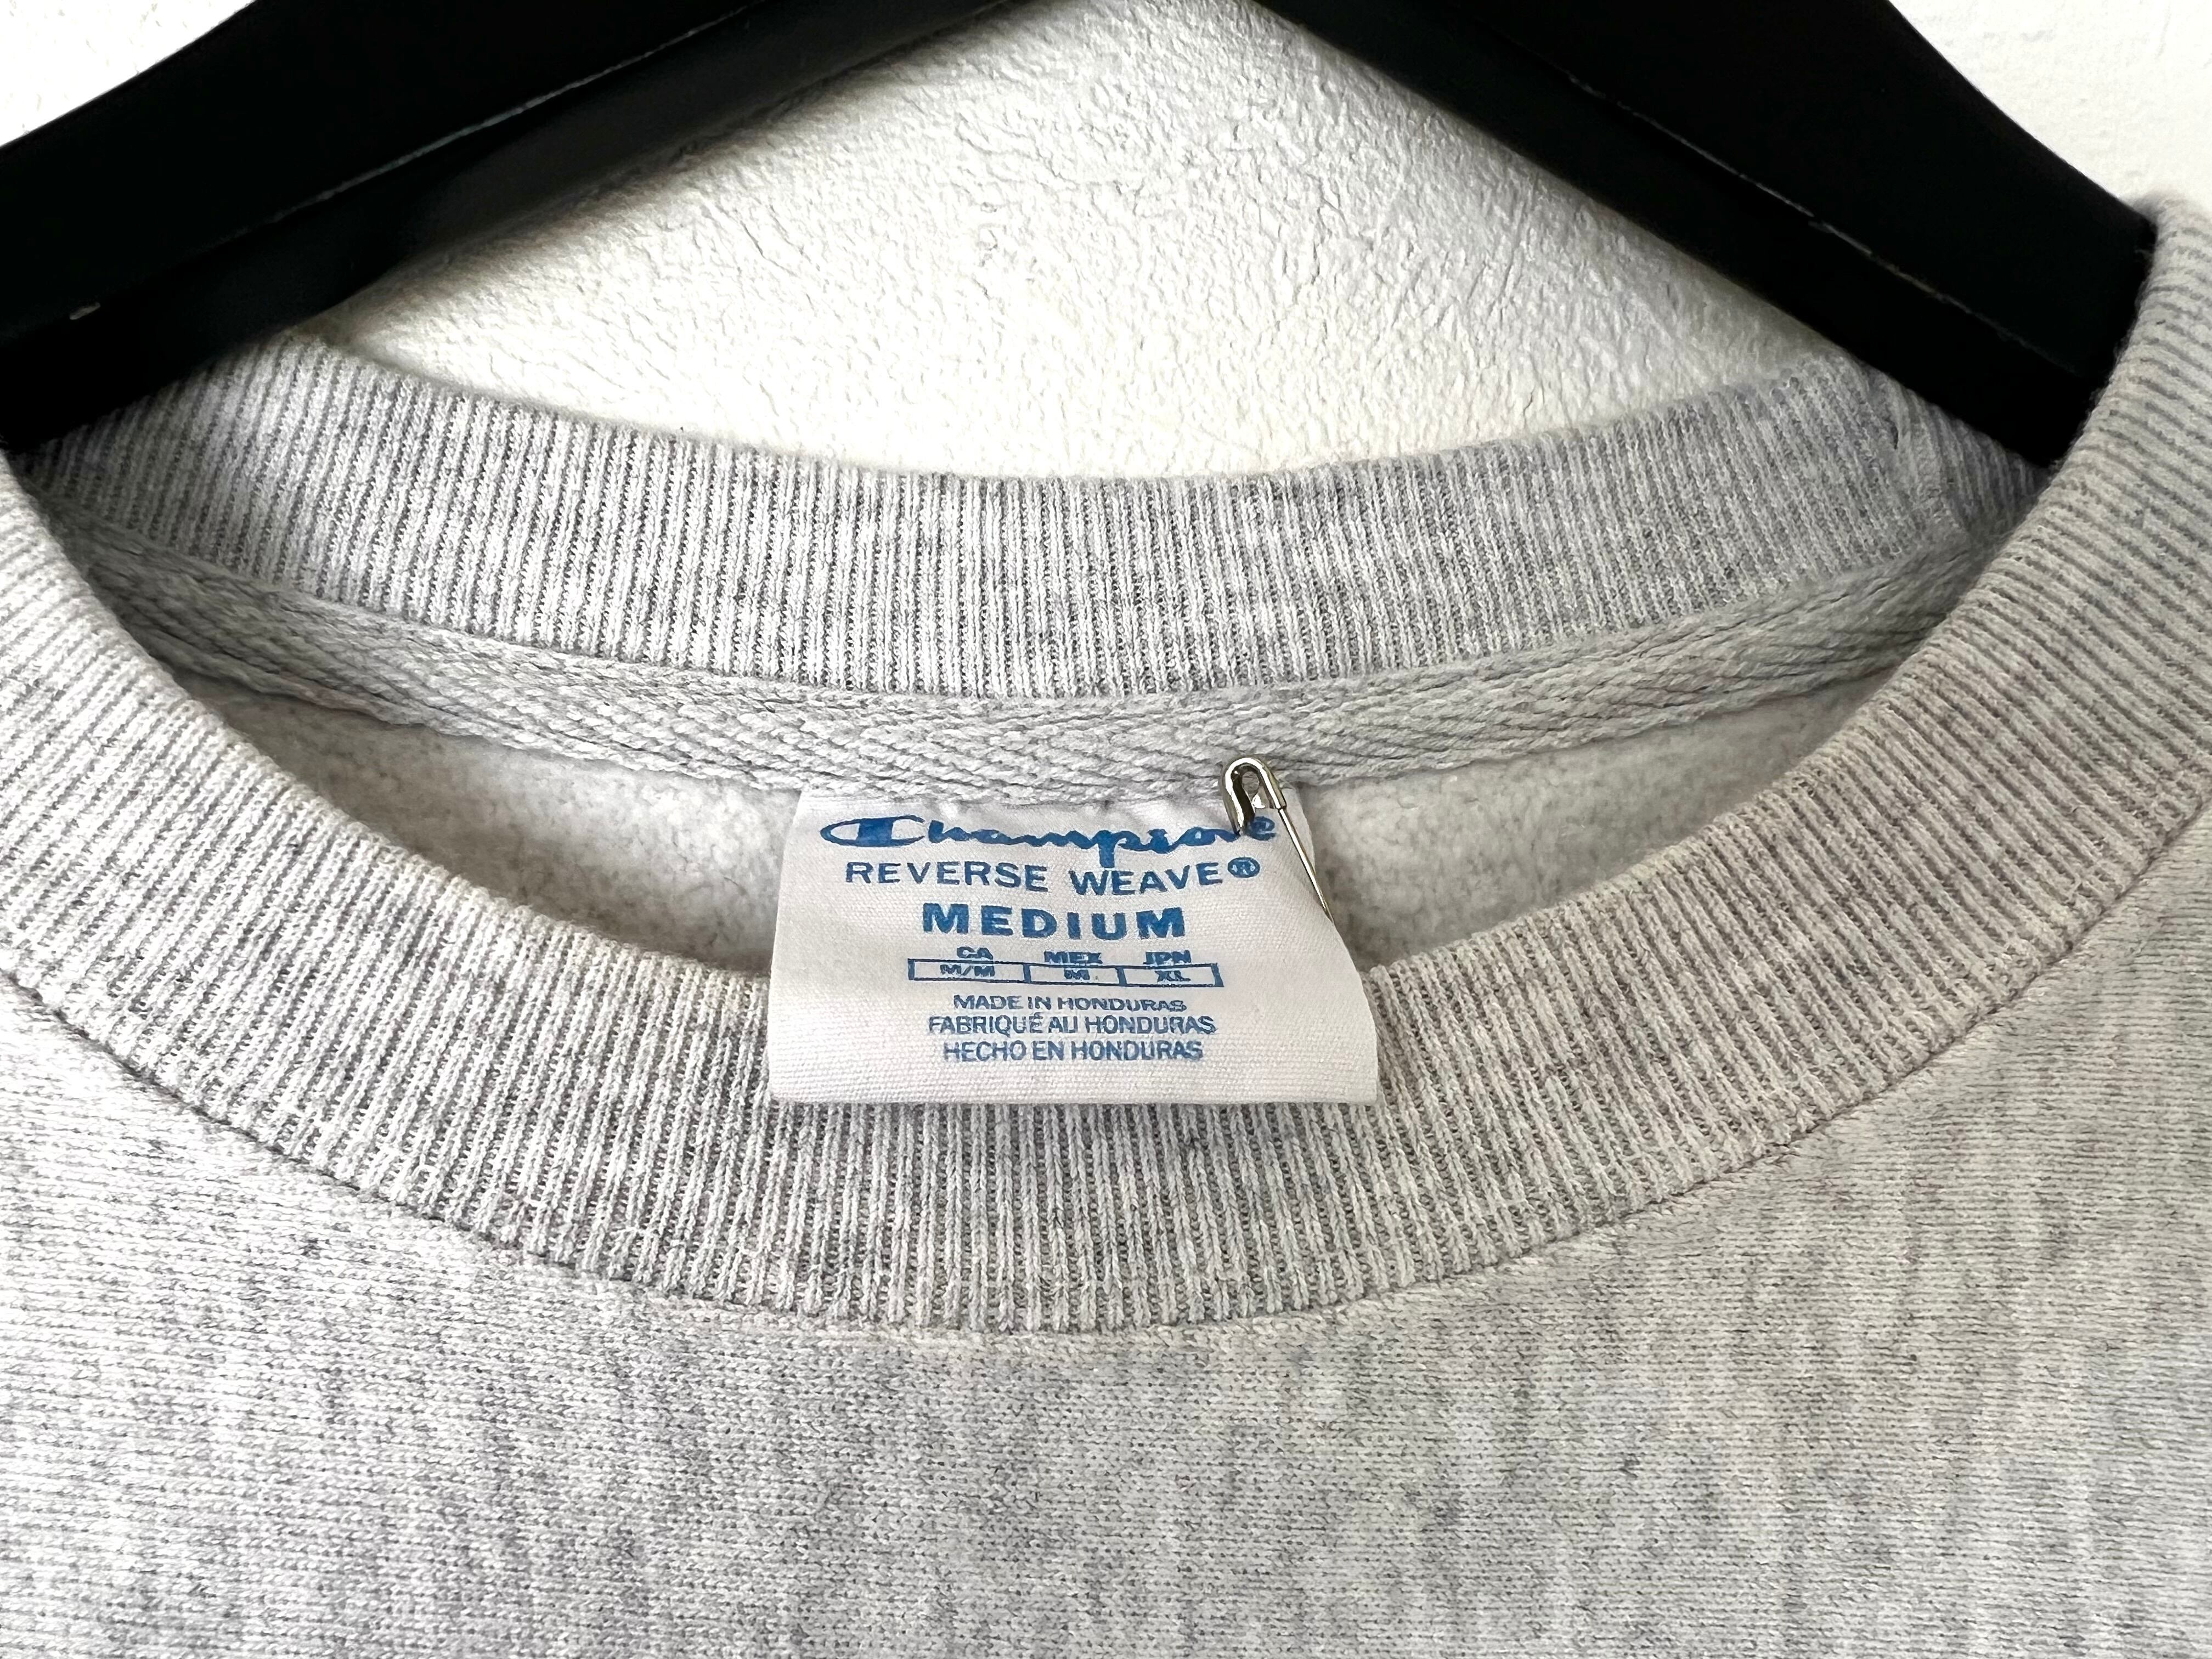 Champion®
REVERSE WEAVE®
MEDIUM
CA MEX JPN
M/M M XL
MADE IN HONDURAS
FABRIQUÉ AU HONDURAS
HECHO EN HONDURAS